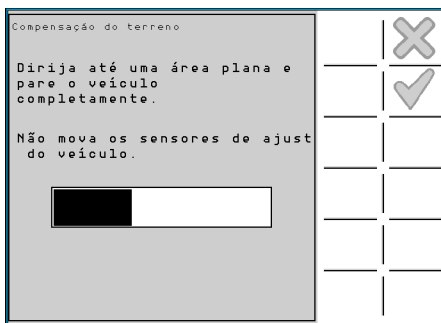 Compensação do terreno
Dirija até uma área plana e
pare o veículo
completamente.
Não mova os sensores de ajust
do veículo.